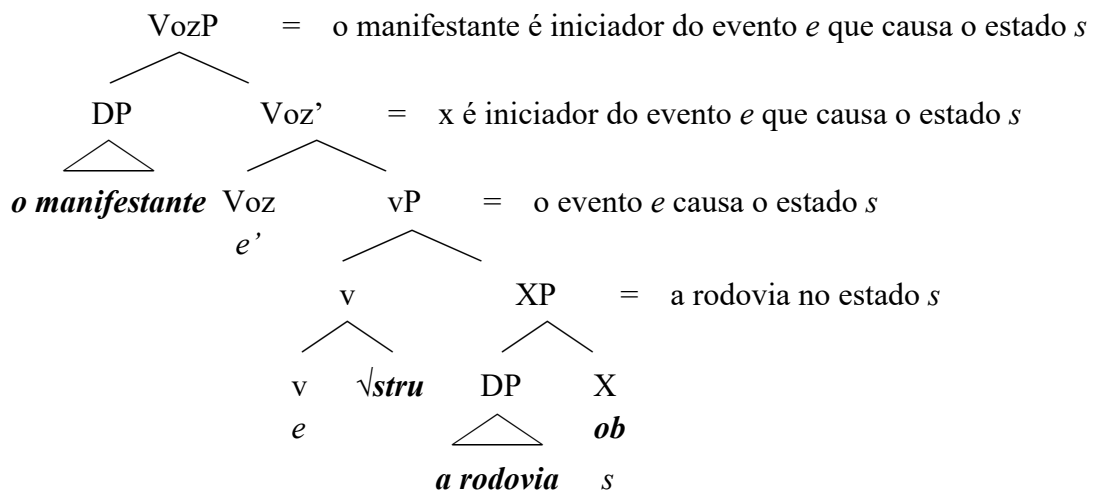 VozP = o manifestante é iniciador do evento e que causa o estado s
DP Voz’ = x é iniciador do evento e que causa o estado s
o manifestante Voz vP = o evento e causa o estado s
e’
v XP = a rodovia no estado s
v √stru DP X
e ob
a rodovia s